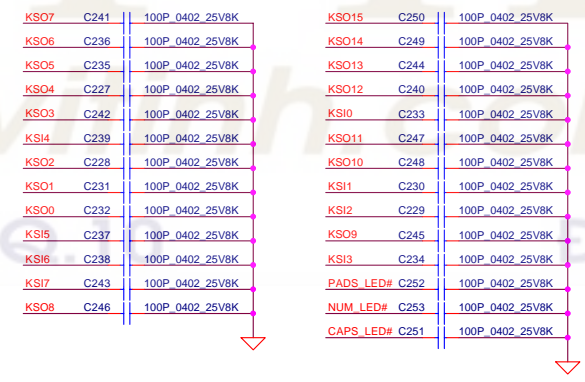 KSO7 C241 100P_0402_25V8K
KSO6 C236 100P_0402_25V8K
KSO5 C235 100P_0402_25V8K
KSO4 C227 100P_0402_25V8K
KSO3 C242 100P_0402_25V8K
KSI4 C239 100P_0402_25V8K
KSO2 C228 100P_0402_25V8K
KSO1 C231 100P_0402_25V8K
KSO0 C232 100P_0402_25V8K
KSI5 C237 100P_0402_25V8K
KSI6 C238 100P_0402_25V8K
KSI7 C243 100P_0402_25V8K
KSO8 C246 100P_0402_25V8K
KSO15 C250 100P_0402_25V8K
KSO14 C249 100P_0402_25V8K
KSO13 C244 100P_0402_25V8K
KSO12 C240 100P_0402_25V8K
KSI0 C233 100P_0402_25V8K
KSO11 C247 100P_0402_25V8K
KSO10 C248 100P_0402_25V8K
KSI1 C230 100P_0402_25V8K
KSI2 C229 100P_0402_25V8K
KSO9 C245 100P_0402_25V8K
KSI3 C234 100P_0402_25V8K
PADS_LED# C252 100P_0402_25V8K
NUM_LED# C253 100P_0402_25V8K
CAPS_LED# C251 100P_0402_25V8K